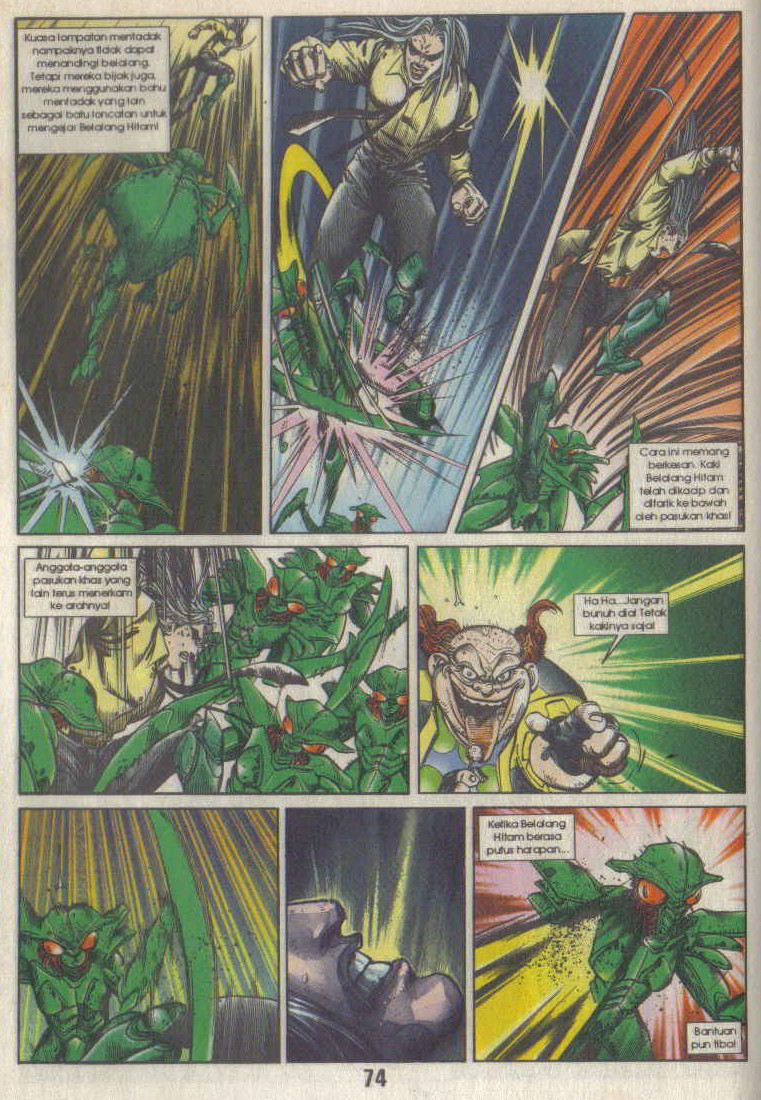 Kuasa lompatan mentadak
nampaknya tidak dapat
menandingi belalang.
Tetapi mereka bijak juga,
mereka menggunakan bahu
mentadak yang lain
sebagai batu loncatan untuk
mengejar Belalang Hitam!
Cara ini memang
berkesan. Kaki
Belalang Hitam
telah dikacip dan
ditarik ke bawah
oleh pasukan khas!
Anggota-anggota
pasukan khas yang
lain terus menerkam
ke arahnya!
Ha Ha...Jangan
bunuh dia! Tetak
kakinya saja!
Ketika Belalang
Hitam berasa
putus harapan...
Bantuan
pun tiba!
74